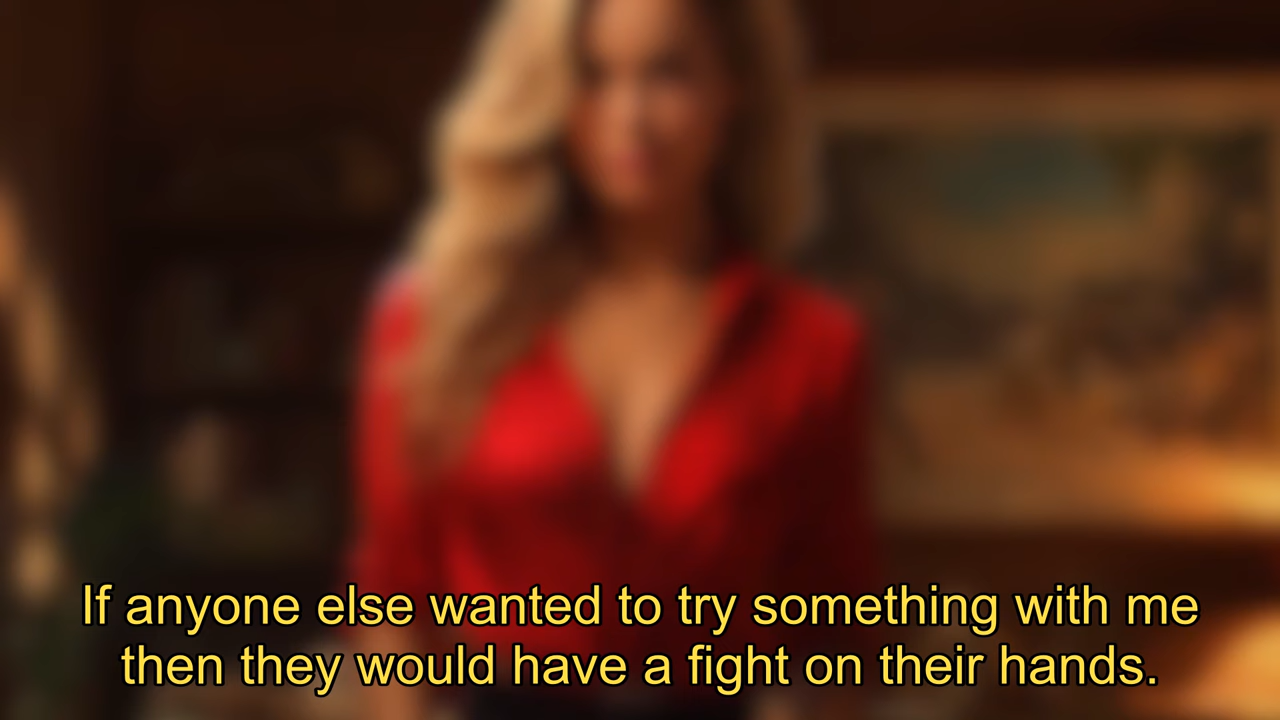 If anyone else wanted to try something with me
then they would have a fight on their hands.